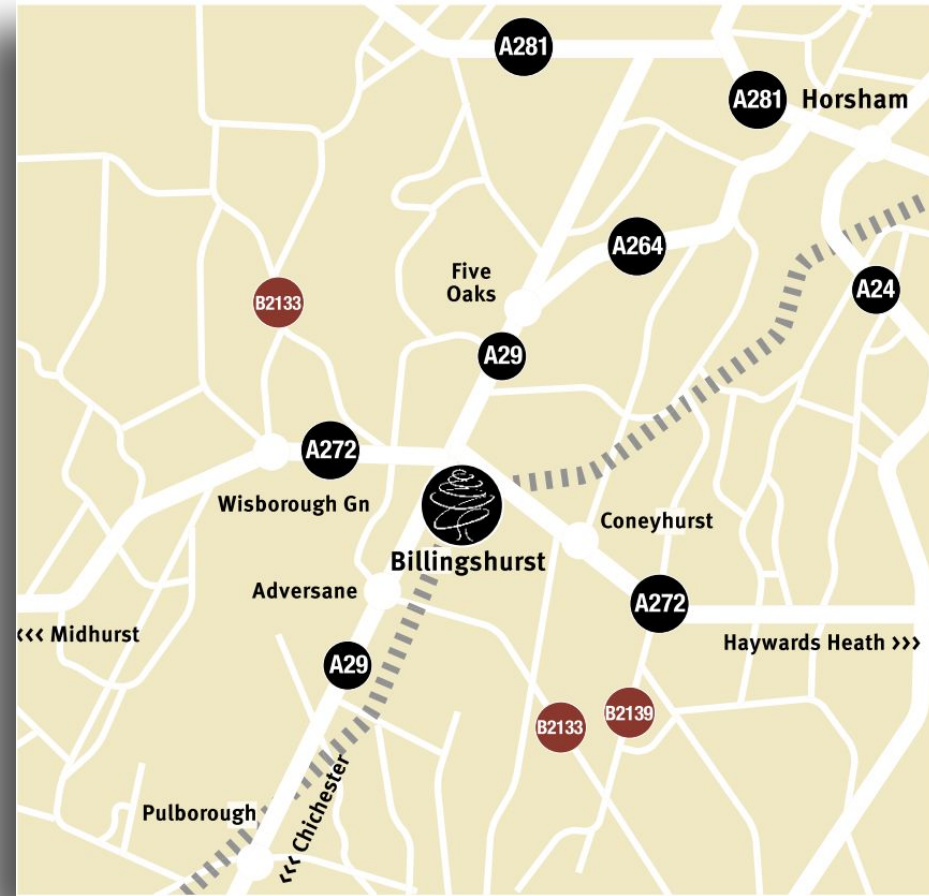 A281
A281
Horsham
A264
Five
Oaks
A24
B2133
A29
A272
Wisborough Gn
Coneyhurst
Billingshurst
Adversane
A272
<<< Midhurst
Haywards Heath >>>
A29
B2133
B2139
Pulborough
<<< Chichester